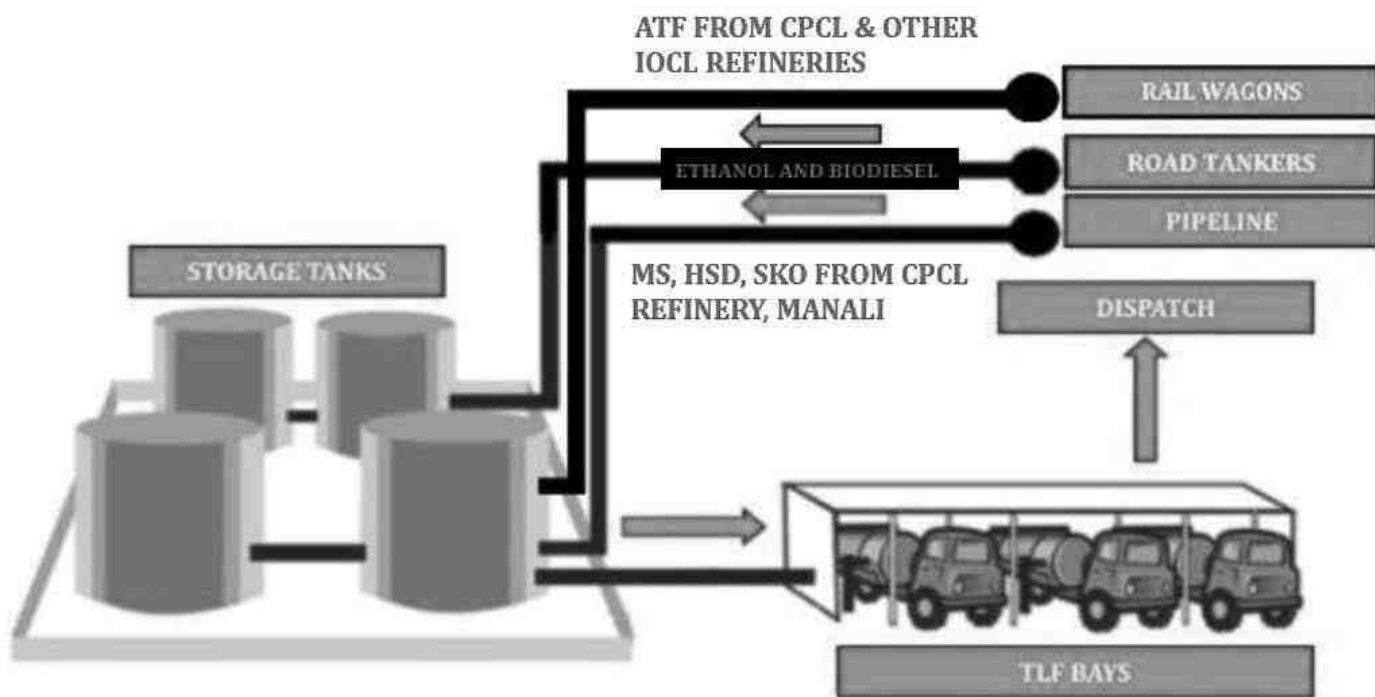 ATF FROM CPCL & OTHER
IOCL REFINERIES
RAIL WAGONS
ETHANOL AND BIODIESEL
ROAD TANKERS
PIPELINE
STORAGE TANKS
MS, HSD, SKO FROM CPCL
REFINERY, MANALI
DISPATCH
TLF BAYS